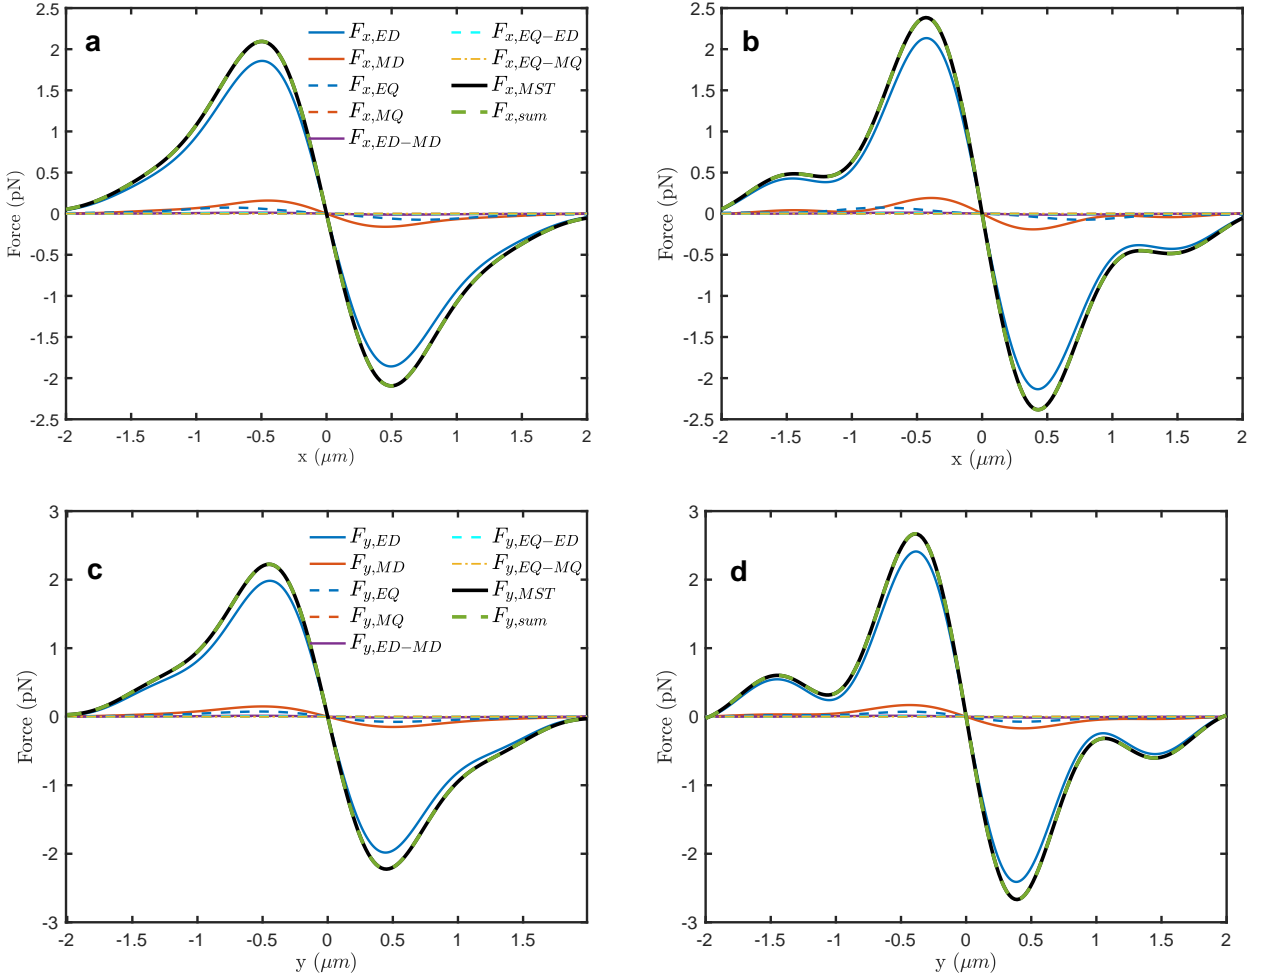 a
F_{x,ED}
F_{x,MD}
F_{x,EQ}
F_{x,MQ}
F_{x,ED-MD}
F_{x,EQ-ED}
F_{x,EQ-MQ}
F_{x,MST}
F_{x,sum}
2.5
2
1.5
1
0.5
0
-0.5
-1
-1.5
-2
-2.5
Force (pN)
-2 -1.5 -1 -0.5 0 0.5 1 1.5 2
x (μm)
b
2.5
2
1.5
1
0.5
0
-0.5
-1
-1.5
-2
-2.5
Force (pN)
-2 -1.5 -1 -0.5 0 0.5 1 1.5 2
x (μm)
c
F_{y,ED}
F_{y,MD}
F_{y,EQ}
F_{y,MQ}
F_{y,ED-MD}
F_{y,EQ-ED}
F_{y,EQ-MQ}
F_{y,MST}
F_{y,sum}
3
2
1
0
-1
-2
-3
Force (pN)
-2 -1.5 -1 -0.5 0 0.5 1 1.5
y (μm)
d
3
2
1
0
-1
-2
-3
Force (pN)
-2 -1.5 -1 -0.5 0 0.5 1 1.5 2
y (μm)